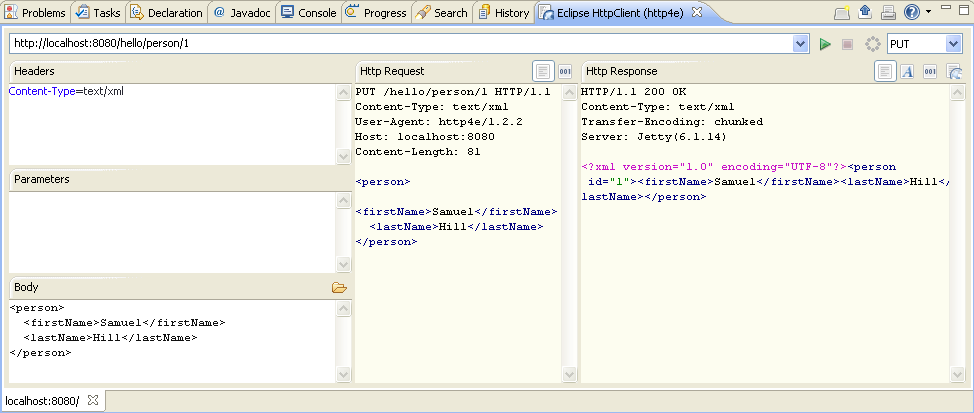 Problems Tasks Declaration @ Javadoc Console Progress Search History Eclipse HttpClient (http4e)
http://localhost:8080/hello/person/1 PUT
Headers
Content-Type=text/xml
Parameters
Body
<person>
  <firstName>Samuel</firstName>
  <lastName>Hill</lastName>
</person>
Http Request 001
PUT /hello/person/1 HTTP/1.1
Content-Type: text/xml
User-Agent: http4e/1.2.2
Host: localhost:8080
Content-Length: 81
<person>
<firstName>Samuel</firstName>
  <lastName>Hill</lastName>
</person>
Http Response A 001
HTTP/1.1 200 OK
Content-Type: text/xml
Transfer-Encoding: chunked
Server: Jetty(6.1.14)
<?xml version="1.0" encoding="UTF-8"?><person
 id="1"><firstName>Samuel</firstName><lastName>Hill</
lastName></person>
localhost:8080/